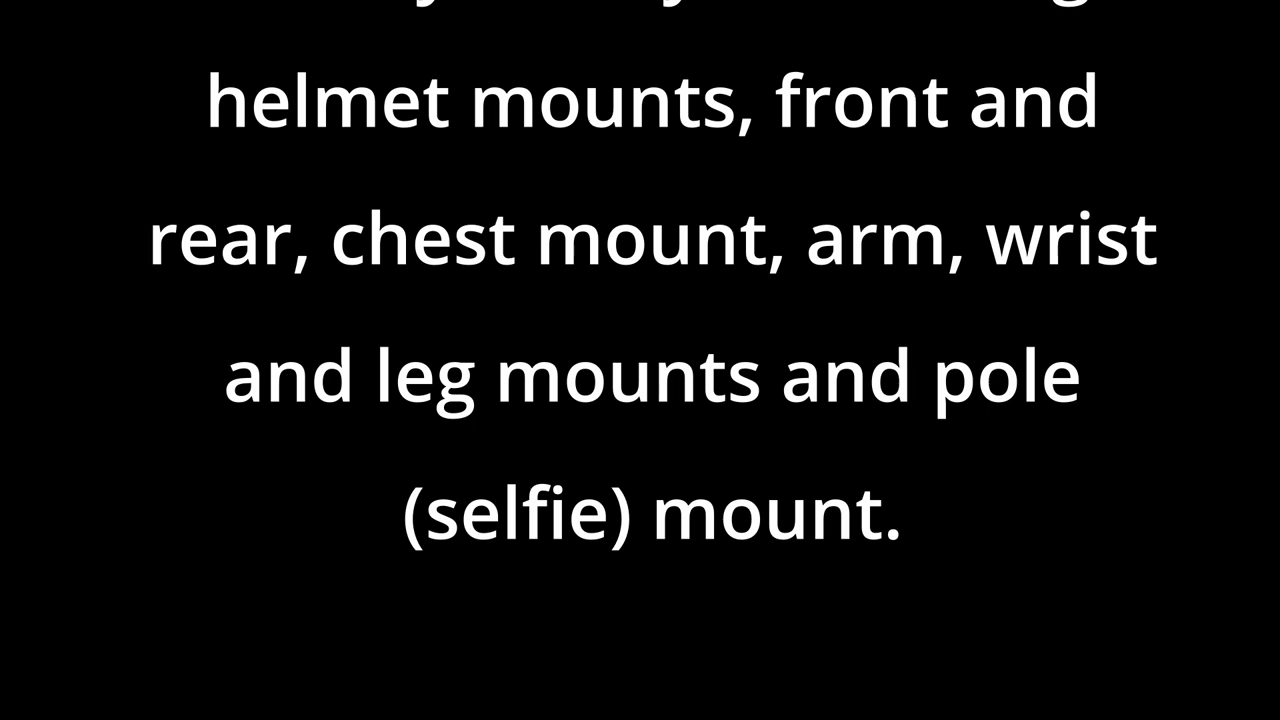 helmet mounts, front and
rear, chest mount, arm, wrist
and leg mounts and pole
(selfie) mount.